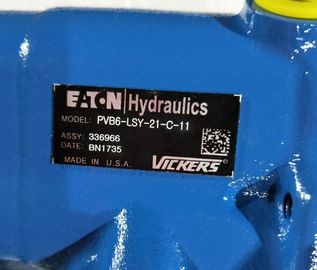 EATON Hydraulics
MODEL: PVB6-LSY-21-C-11
ASSY: 336966
DATE: BN1735
MADE IN U.S.A. VICKERS